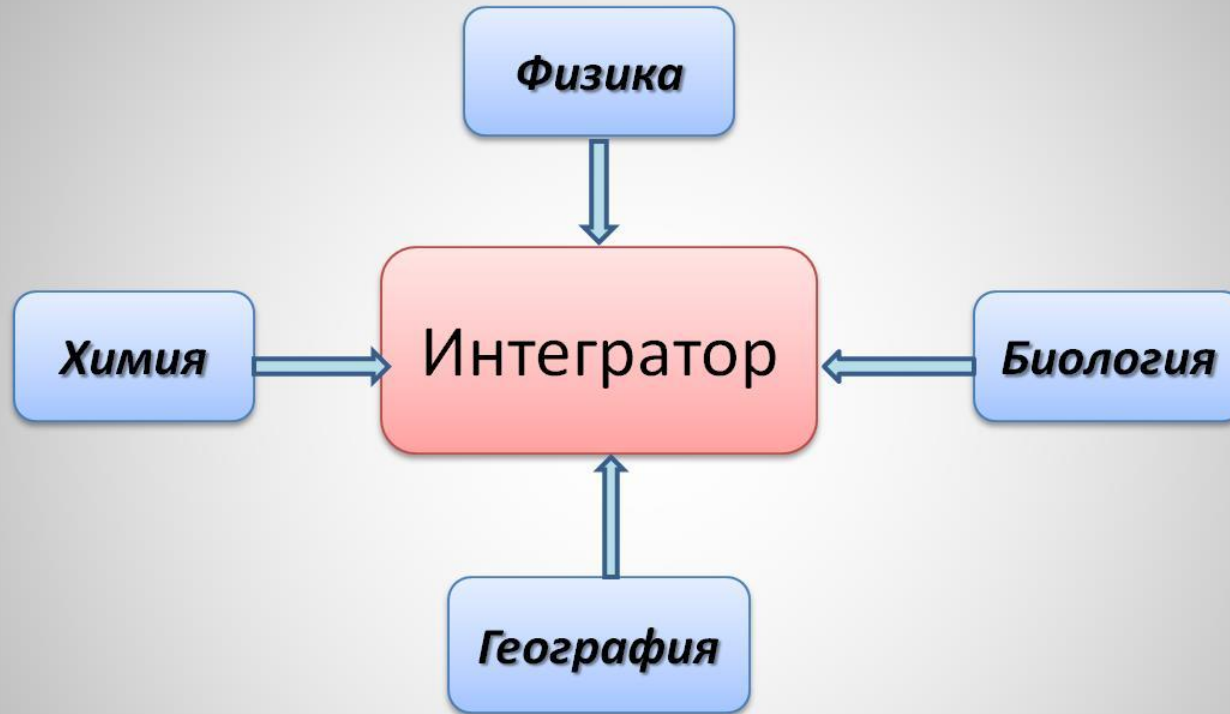 Физика
Химия
Интегратор
Биология
География